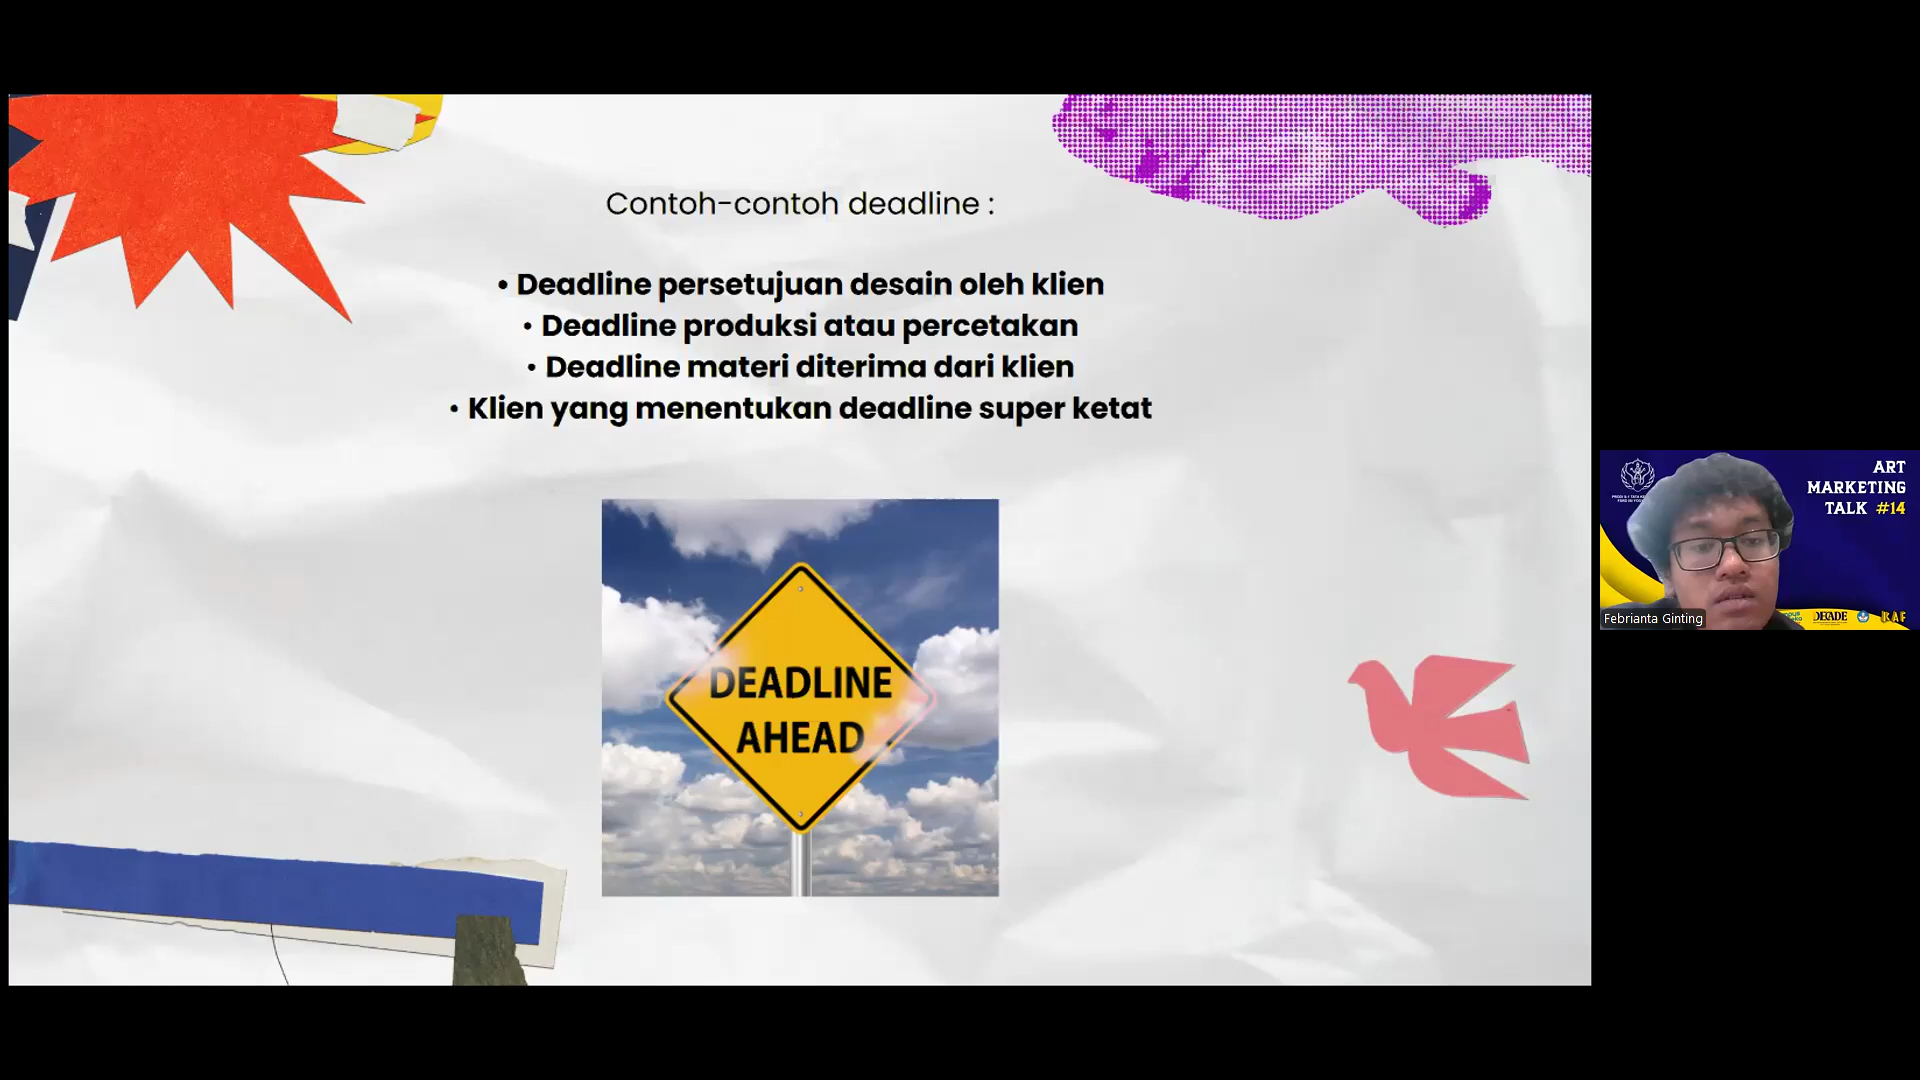 Contoh-contoh deadline :
• Deadline persetujuan desain oleh klien
• Deadline produksi atau percetakan
• Deadline materi diterima dari klien
• Klien yang menentukan deadline super ketat
DEADLINE
AHEAD
ART
MARKETING
TALK #14
Febrianta Ginting
DECADE